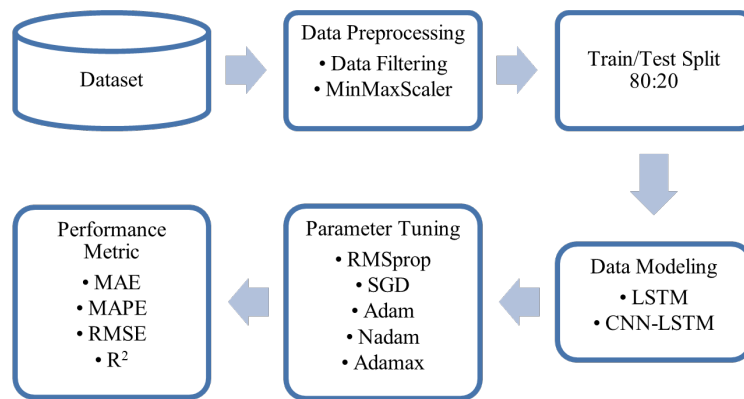 Dataset
Data Preprocessing
• Data Filtering
• MinMaxScaler
Train/Test Split
80:20
Data Modeling
• LSTM
• CNN-LSTM
Parameter Tuning
• RMSprop
• SGD
• Adam
• Nadam
• Adamax
Performance
Metric
• MAE
• MAPE
• RMSE
• R²